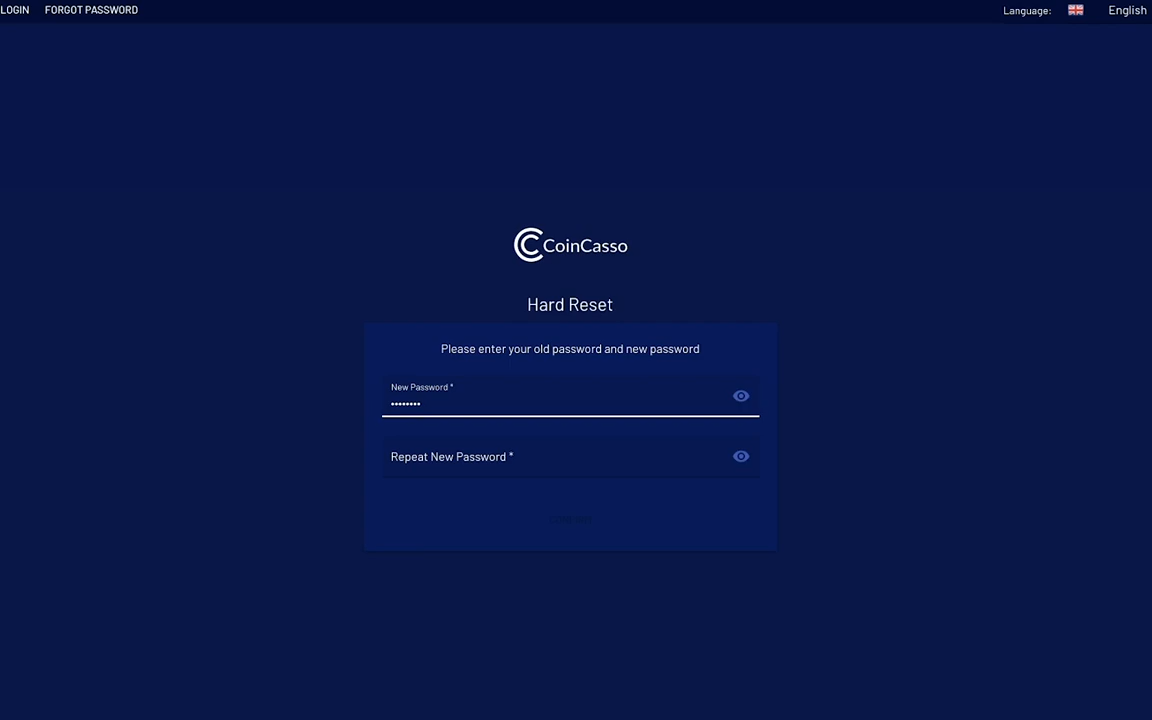 LOGIN FORGOT PASSWORD Language: English
CoinCasso
Hard Reset
Please enter your old password and new password
New Password *
••••••••
Repeat New Password *